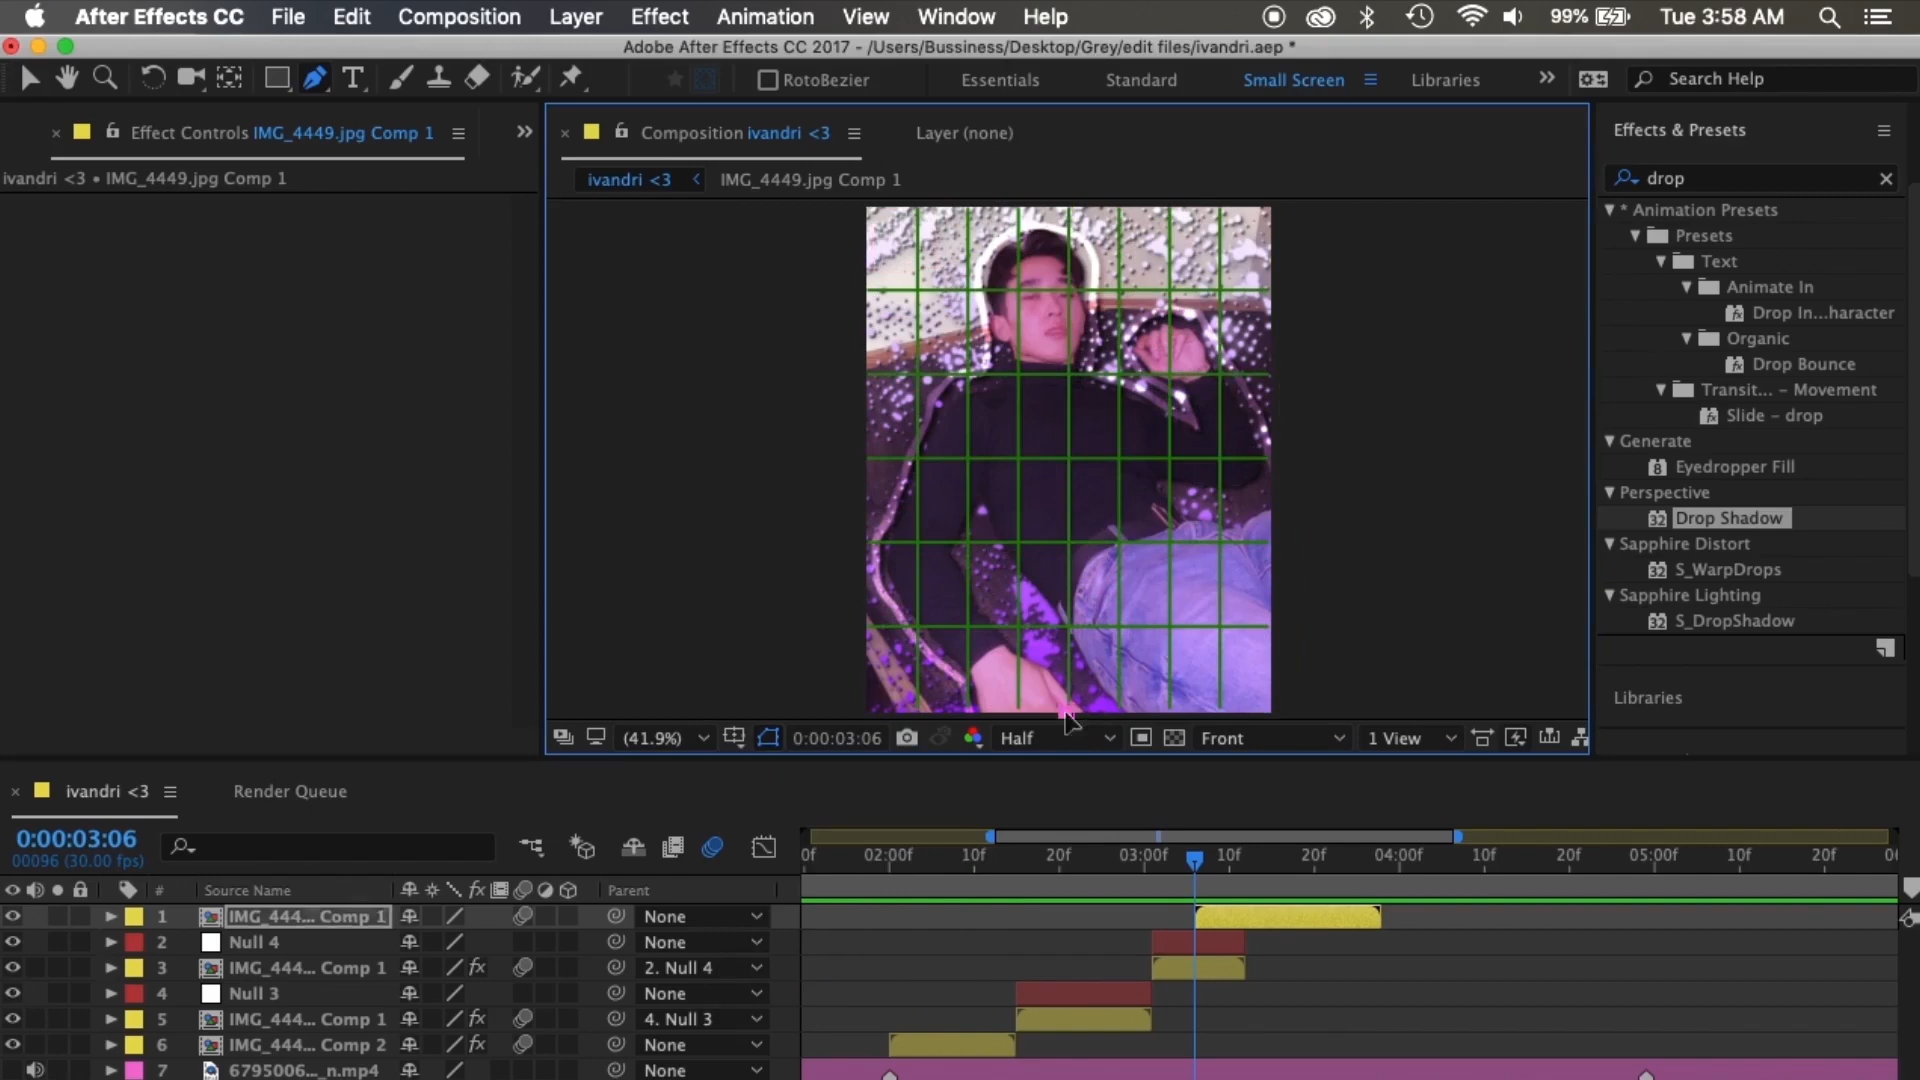 After Effects CC File Edit Composition Layer Effect Animation View Window Help 99% Tue 3:58 AM
Adobe After Effects CC 2017 - /Users/Bussiness/Desktop/Grey/edit files/ivandri.aep *
T RotoBezier Essentials Standard Small Screen Libraries Search Help
Effect Controls IMG_4449.jpg Comp 1
Composition ivandri <3
Layer (none)
Effects & Presets
ivandri <3 • IMG_4449.jpg Comp 1
ivandri <3
IMG_4449.jpg Comp 1
drop
* Animation Presets
Presets
Text
Animate In
Drop In...haracter
Organic
Drop Bounce
Transit... – Movement
Slide – drop
Generate
Eyedropper Fill
Perspective
Drop Shadow
Sapphire Distort
S_WarpDrops
Sapphire Lighting
S_DropShadow
Libraries
(41.9%) 0:00:03:06 Half Front 1 View
ivandri <3
Render Queue
0:00:03:06
00096 (30.00 fps)
0f 02:00f 10f 20f 03:00f 10f 20f 04:00f 10f 20f 05:00f 10f 20f
# Source Name fx Parent
1 IMG_444... Comp 1 None
2 Null 4 None
3 IMG_444... Comp 1 fx 2. Null 4
4 Null 3 None
5 IMG_444... Comp 1 fx 4. Null 3
6 IMG_444... Comp 2 fx None
7 6795006..._n.mp4 None